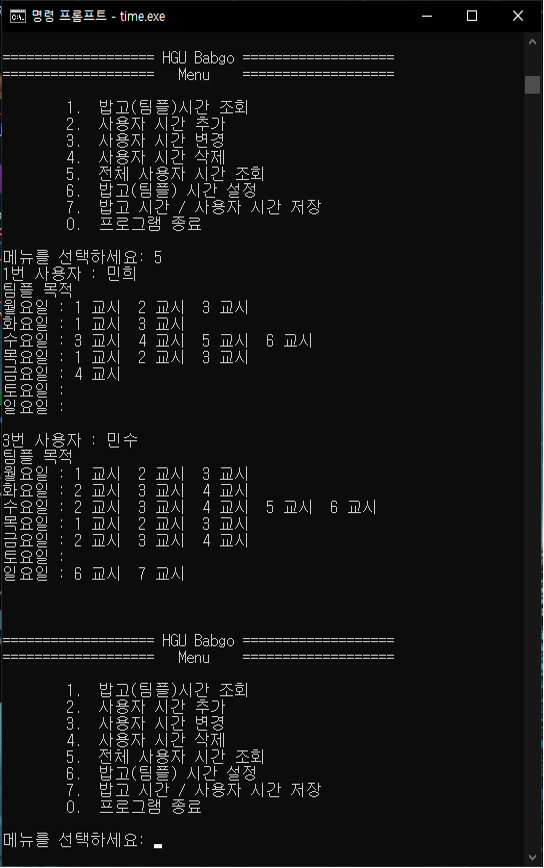 명령 프롬프트 - time.exe
=================== HGU Babgo ===================
=================== Menu ===================
1. 밥고(팀플)시간 조회
2. 사용자 시간 추가
3. 사용자 시간 변경
4. 사용자 시간 삭제
5. 전체 사용자 시간 조회
6. 밥고(팀플) 시간 설정
7. 밥고 시간 / 사용자 시간 저장
0. 프로그램 종료
메뉴를 선택하세요: 5
1번 사용자 : 민희
팀플 목적
월요일 : 1 교시 2 교시 3 교시
화요일 : 1 교시 3 교시
수요일 : 3 교시 4 교시 5 교시 6 교시
목요일 : 1 교시 2 교시 3 교시
금요일 : 4 교시
토요일 :
일요일 :
3번 사용자 : 민수
팀플 목적
월요일 : 1 교시 2 교시 3 교시
화요일 : 2 교시 3 교시 4 교시
수요일 : 2 교시 3 교시 4 교시 5 교시 6 교시
목요일 : 1 교시 2 교시 3 교시
금요일 : 2 교시 3 교시 4 교시
토요일 :
일요일 : 6 교시 7 교시
=================== HGU Babgo ===================
=================== Menu ===================
1. 밥고(팀플)시간 조회
2. 사용자 시간 추가
3. 사용자 시간 변경
4. 사용자 시간 삭제
5. 전체 사용자 시간 조회
6. 밥고(팀플) 시간 설정
7. 밥고 시간 / 사용자 시간 저장
0. 프로그램 종료
메뉴를 선택하세요: